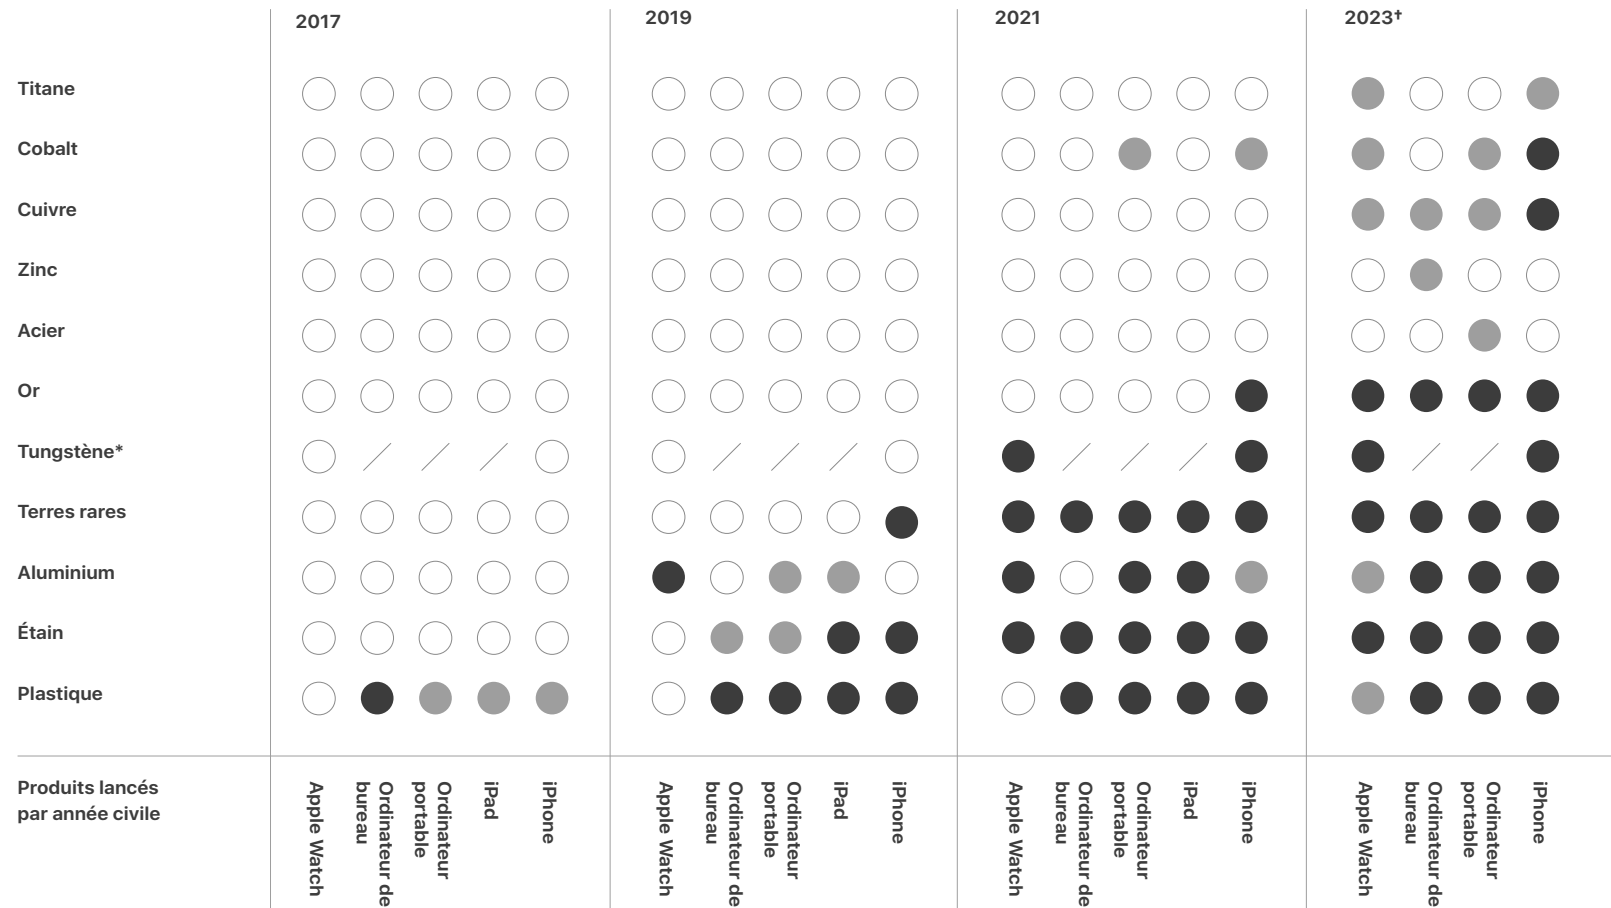 2017
2019
2021
2023†
Titane
Cobalt
Cuivre
Zinc
Acier
Or
Tungstène*
Terres rares
Aluminium
Étain
Plastique
Produits lancés
par année civile
Apple Watch
Ordinateur de
bureau
Ordinateur
portable
iPad
iPhone
Apple Watch
Ordinateur de
bureau
Ordinateur
portable
iPad
iPhone
Apple Watch
Ordinateur de
bureau
Ordinateur
portable
iPad
iPhone
Apple Watch
Ordinateur de
bureau
Ordinateur
portable
iPhone